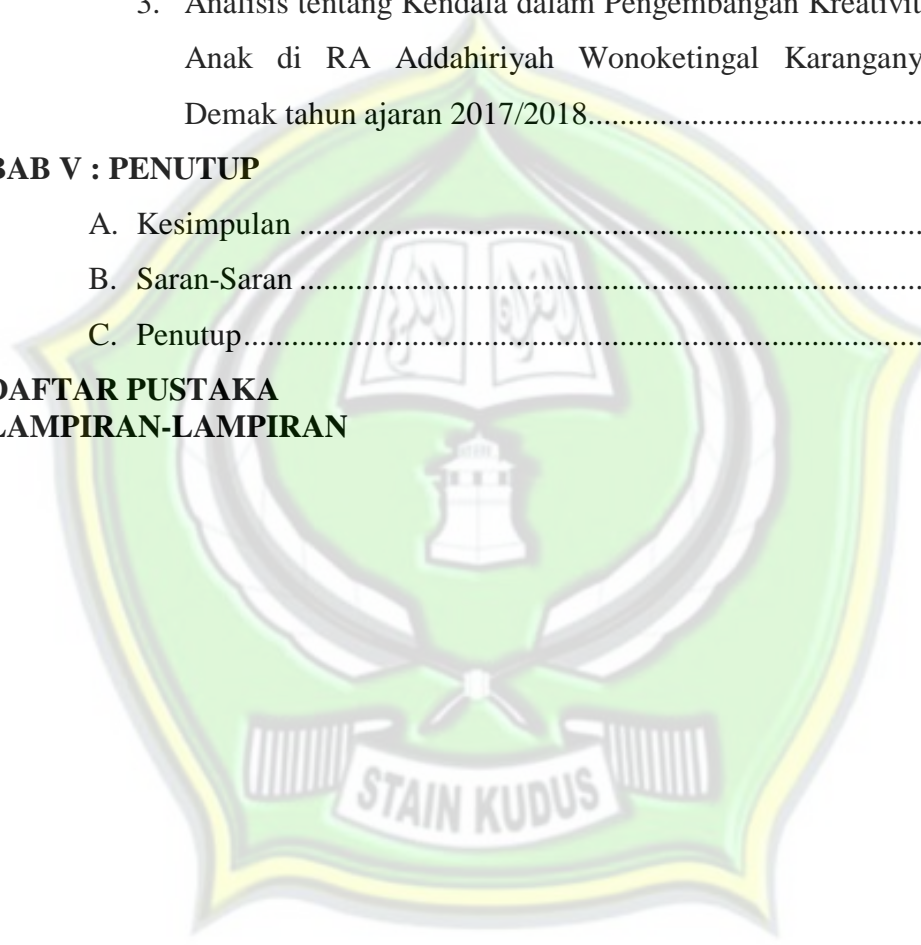 3. Analisis tentang Kendala dalam Pengembangan Kreativit
Anak di RA Addahiriyah Wonoketingal Karangany
Demak tahun ajaran 2017/2018..........................................
BAB V : PENUTUP
A. Kesimpulan ................................................................................
B. Saran-Saran ................................................................................
C. Penutup.......................................................................................
DAFTAR PUSTAKA
LAMPIRAN-LAMPIRAN
STAIN KUDUS